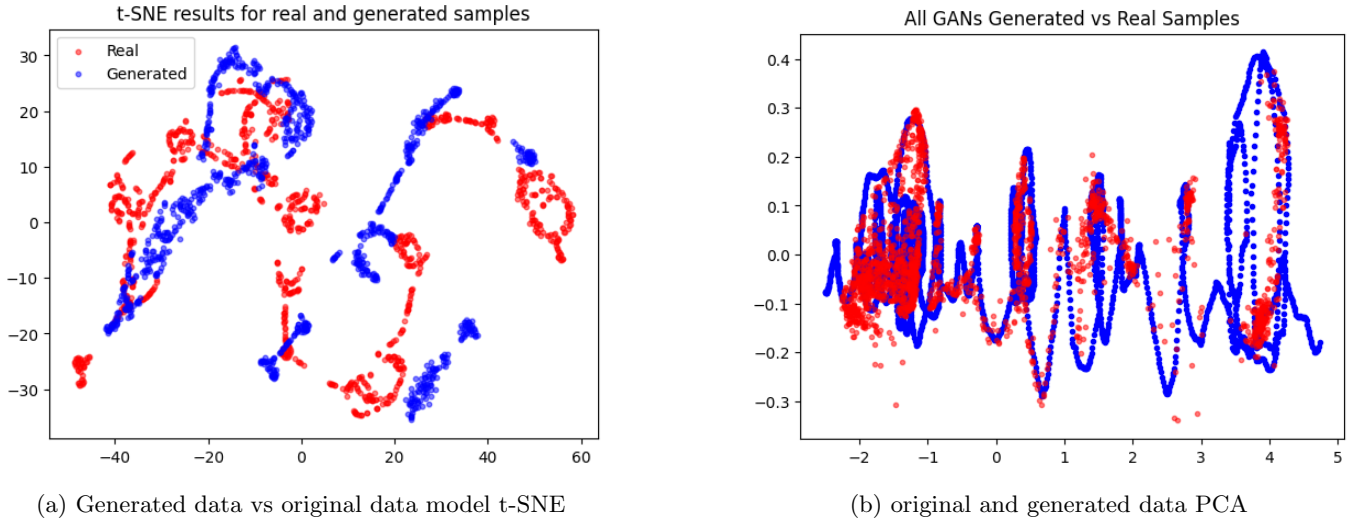 t-SNE results for real and generated samples
Real
Generated
30
20
10
0
−10
−20
−30
−40 −20 0 20 40 60
(a) Generated data vs original data model t-SNE
All GANs Generated vs Real Samples
0.4
0.3
0.2
0.1
0.0
−0.1
−0.2
−0.3
−2 −1 0 1 2 3 4 5
(b) original and generated data PCA